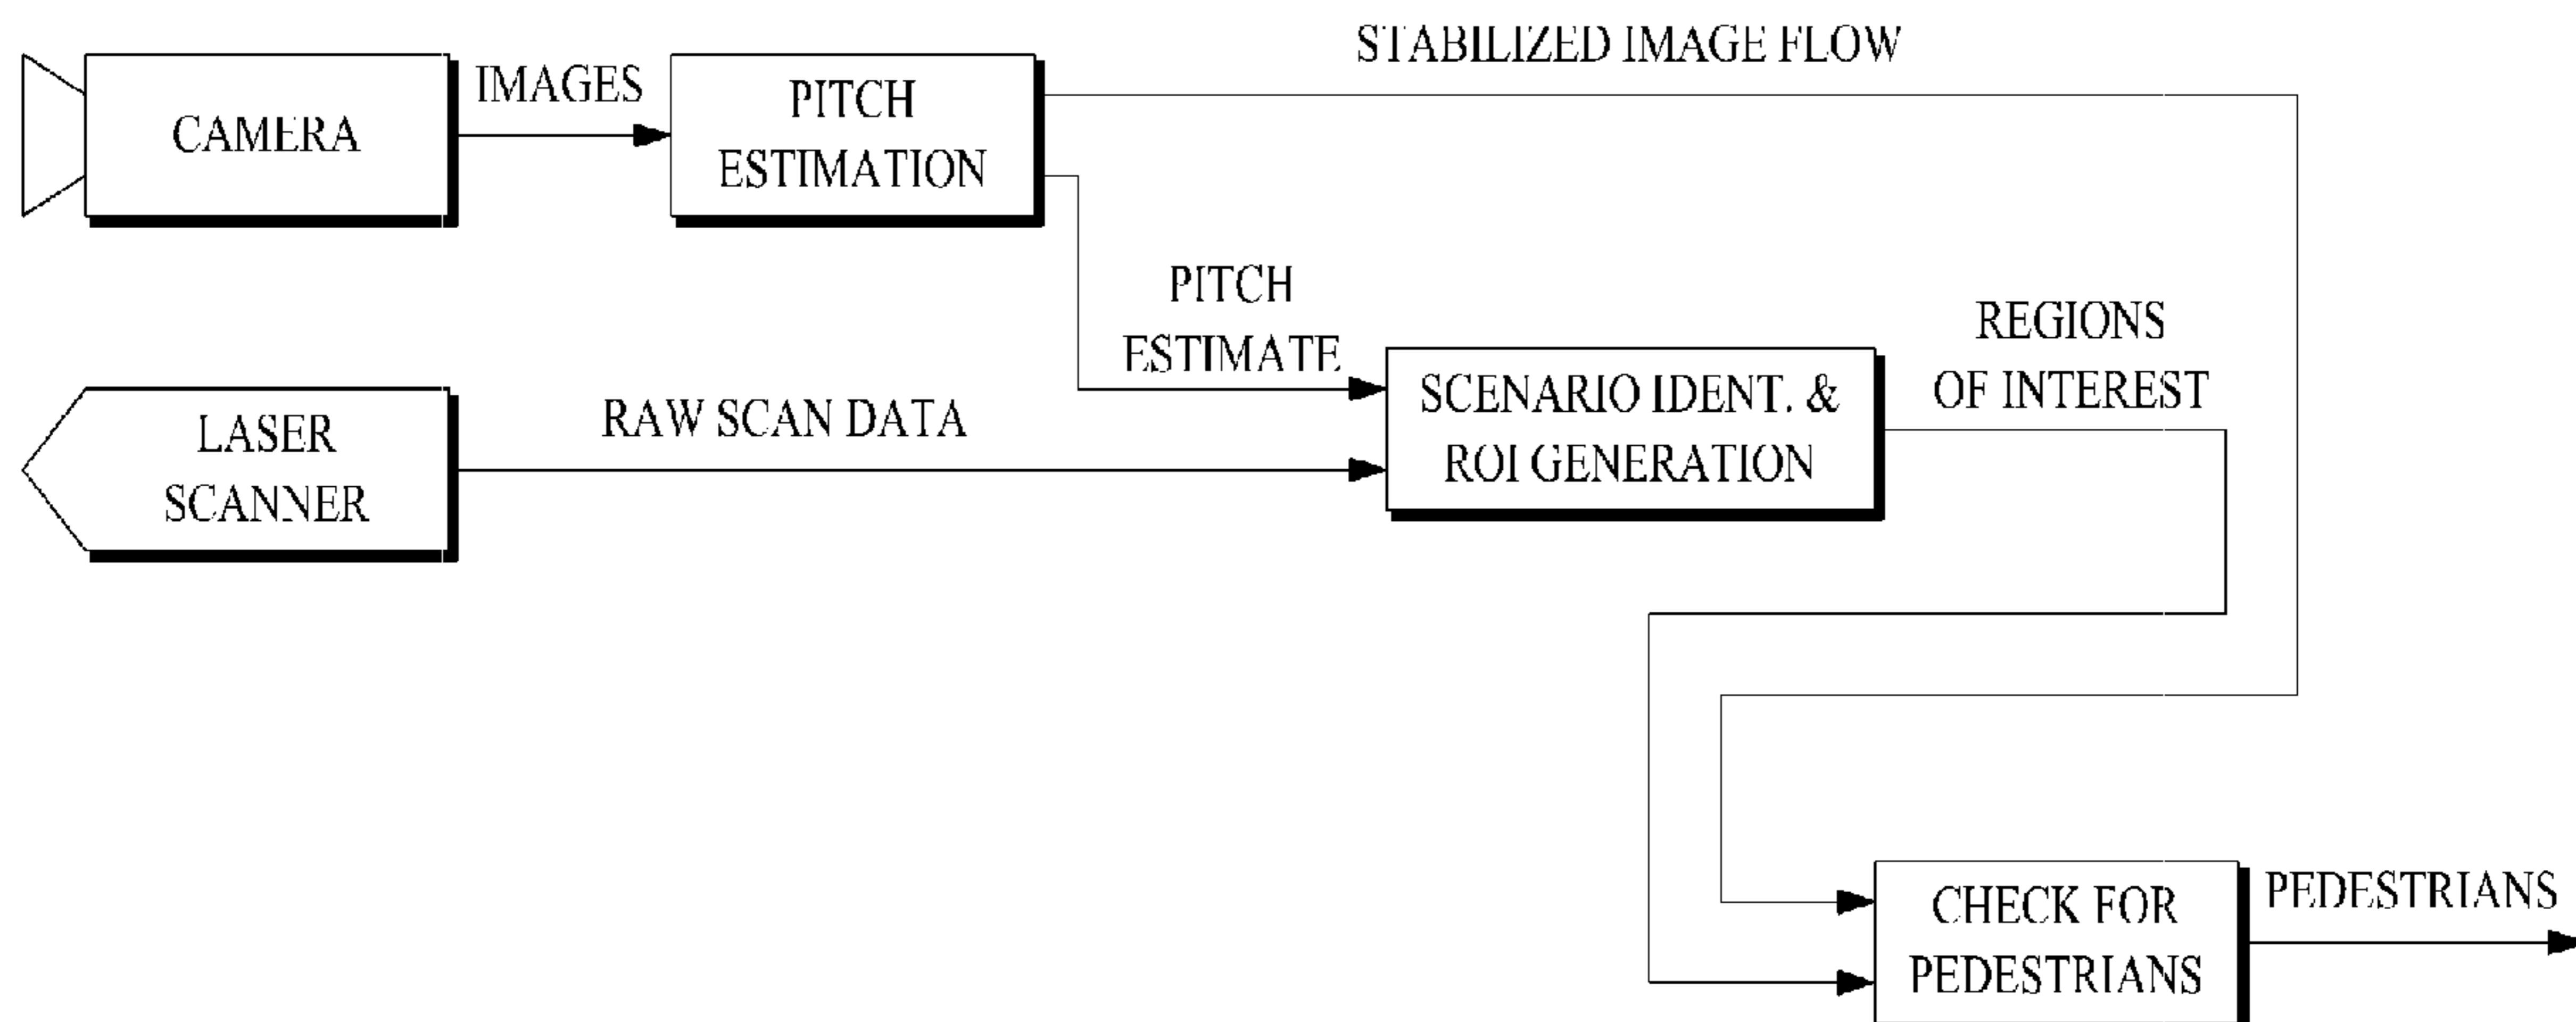 STABILIZED IMAGE FLOW
CAMERA
IMAGES
PITCH
ESTIMATION
PITCH
ESTIMATE
LASER
SCANNER
RAW SCAN DATA
SCENARIO IDENT. &
ROI GENERATION
REGIONS
OF INTEREST
CHECK FOR
PEDESTRIANS
PEDESTRIANS